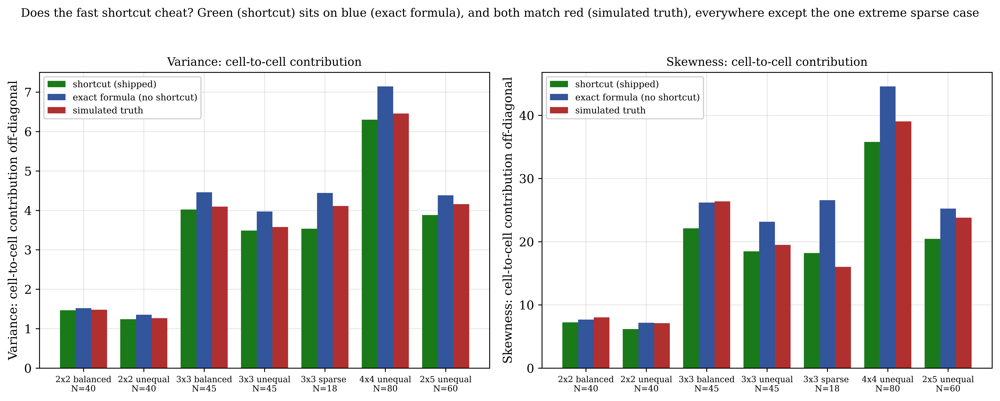 Does the fast shortcut cheat? Green (shortcut) sits on blue (exact formula), and both match red (simulated truth), everywhere except the one extreme sparse case
Variance: cell-to-cell contribution
Variance: cell-to-cell contribution off-diagonal
shortcut (shipped)
exact formula (no shortcut)
simulated truth
7
6
5
4
3
2
1
0
2x2 balanced
N=40
2x2 unequal
N=40
3x3 balanced
N=45
3x3 unequal
N=45
3x3 sparse
N=18
4x4 unequal
N=80
2x5 unequal
N=60
Skewness: cell-to-cell contribution
Skewness: cell-to-cell contribution off-diagonal
shortcut (shipped)
exact formula (no shortcut)
simulated truth
40
30
20
10
0
2x2 balanced
N=40
2x2 unequal
N=40
3x3 balanced
N=45
3x3 unequal
N=45
3x3 sparse
N=18
4x4 unequal
N=80
2x5 unequal
N=60